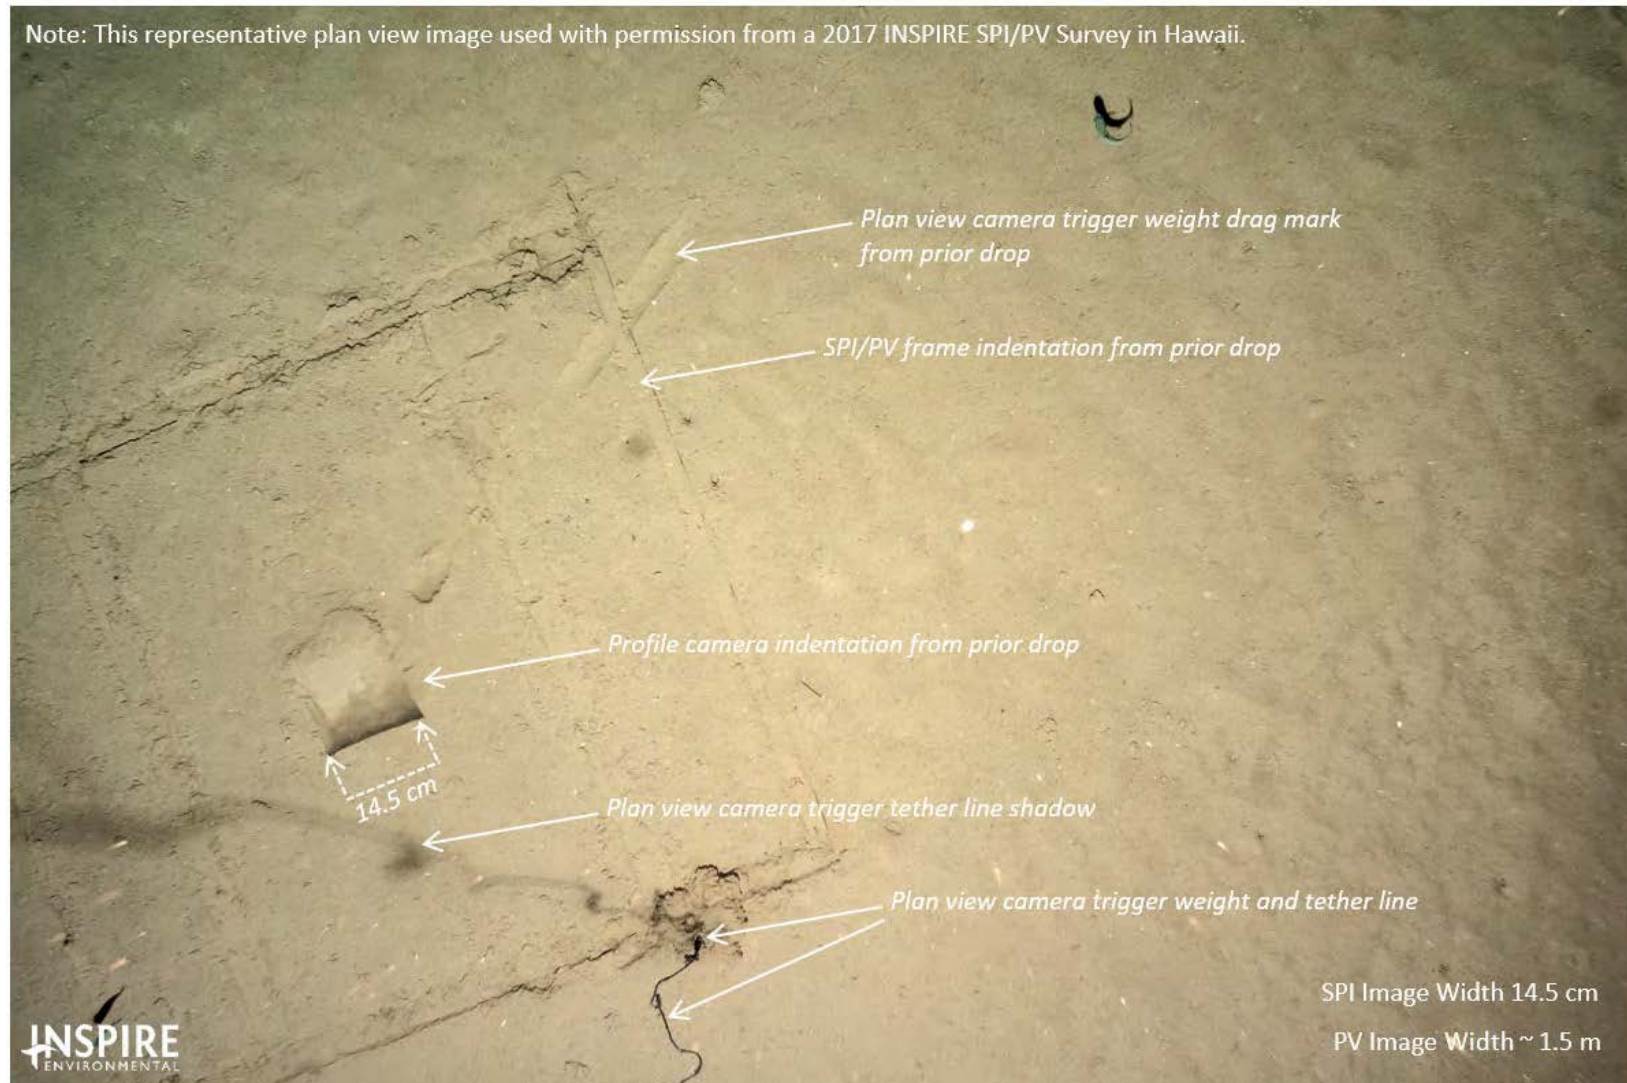 Note: This representative plan view image used with permission from a 2017 INSPIRE SPI/PV Survey in Hawaii.
Plan view camera trigger weight drag mark
from prior drop
SPI/PV frame indentation from prior drop
Profile camera indentation from prior drop
14.5 cm
Plan view camera trigger tether line shadow
Plan view camera trigger weight and tether line
SPI Image Width 14.5 cm
PV Image Width ~ 1.5 m
INSPIRE
ENVIRONMENTAL